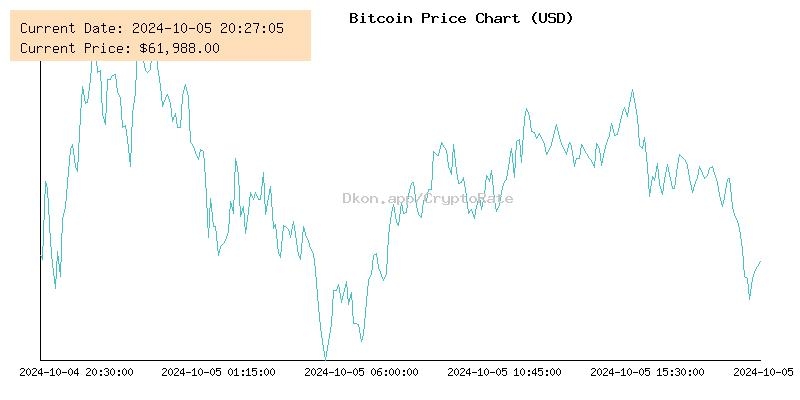 Bitcoin Price Chart (USD)
Current Date: 2024-10-05 20:27:05
Current Price: $61,988.00
Dkon.app/CryptoRate
2024-10-04 20:30:00
2024-10-05 01:15:00
2024-10-05 06:00:00
2024-10-05 10:45:00
2024-10-05 15:30:00
2024-10-05